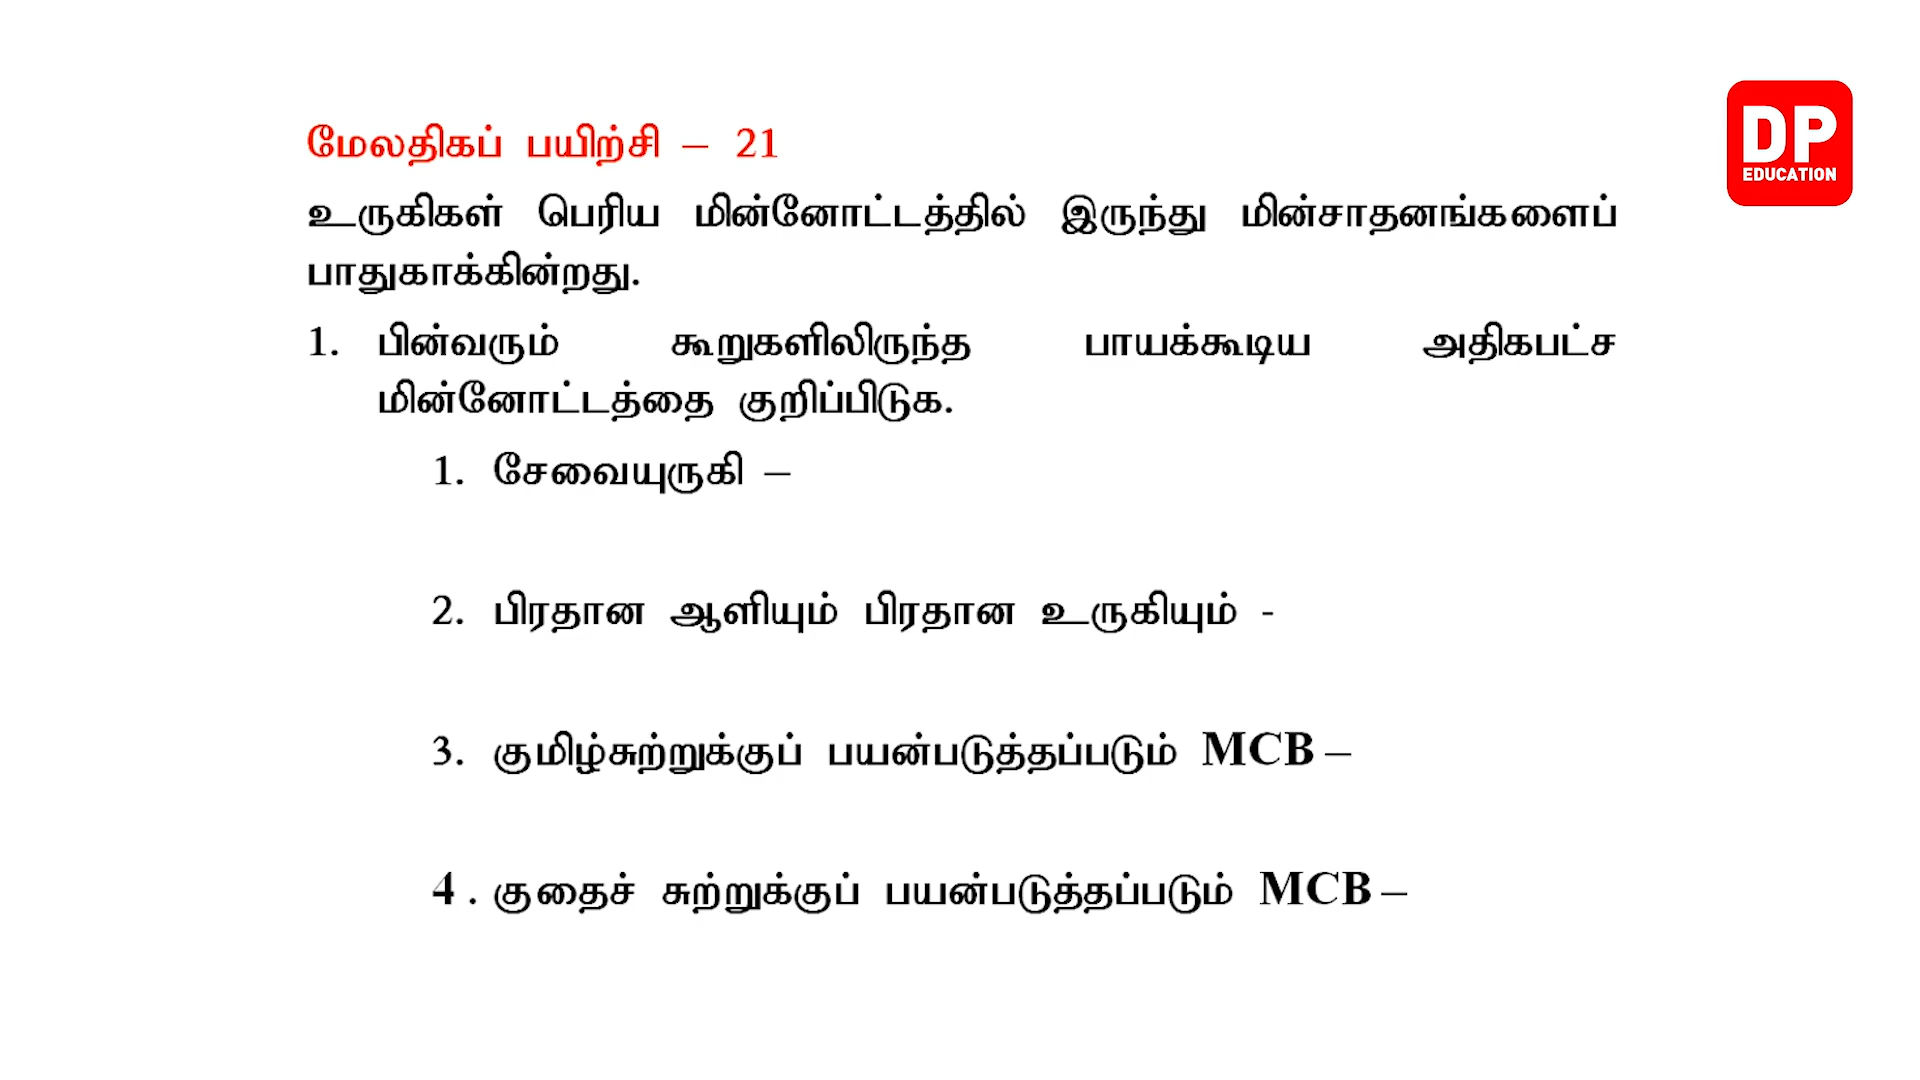 DP
EDUCATION
மேலதிகப் பயிற்சி – 21
உருகிகள் பெரிய மின்னோட்டத்தில் இருந்து மின்சாதனங்களைப்
பாதுகாக்கின்றது.
1. பின்வரும் கூறுகளிலிருந்த பாயக்கூடிய அதிகபட்ச
மின்னோட்டத்தை குறிப்பிடுக.
1. சேவையுருகி –
2. பிரதான ஆளியும் பிரதான உருகியும் -
3. குமிழ்சுற்றுக்குப் பயன்படுத்தப்படும் MCB –
4 . குதைச் சுற்றுக்குப் பயன்படுத்தப்படும் MCB –